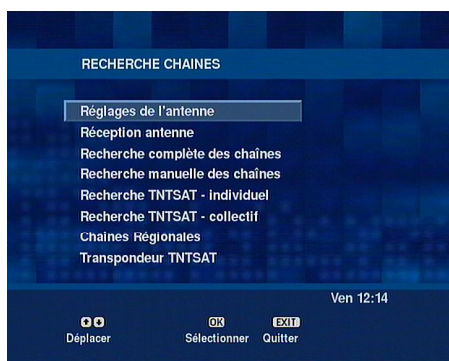 RECHERCHE CHAINES
Réglages de l'antenne
Réception antenne
Recherche complète des chaînes
Recherche manuelle des chaînes
Recherche TNTSAT - individuel
Recherche TNTSAT - collectif
Chaînes Régionales
Transpondeur TNTSAT
Ven 12:14
OK EXIT
Déplacer Sélectionner Quitter